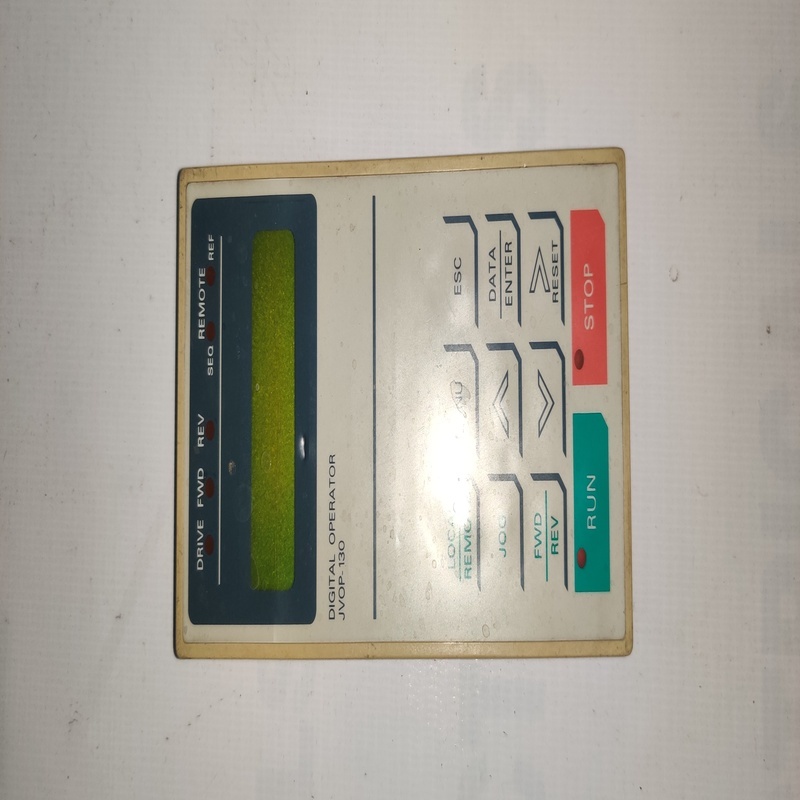 DRIVE FWD REV REMOTE
SEQ REF
DIGITAL OPERATOR
JVOP-130
ESC
REMO
JOG
DATA
ENTER
FWD
REV
RESET
RUN STOP